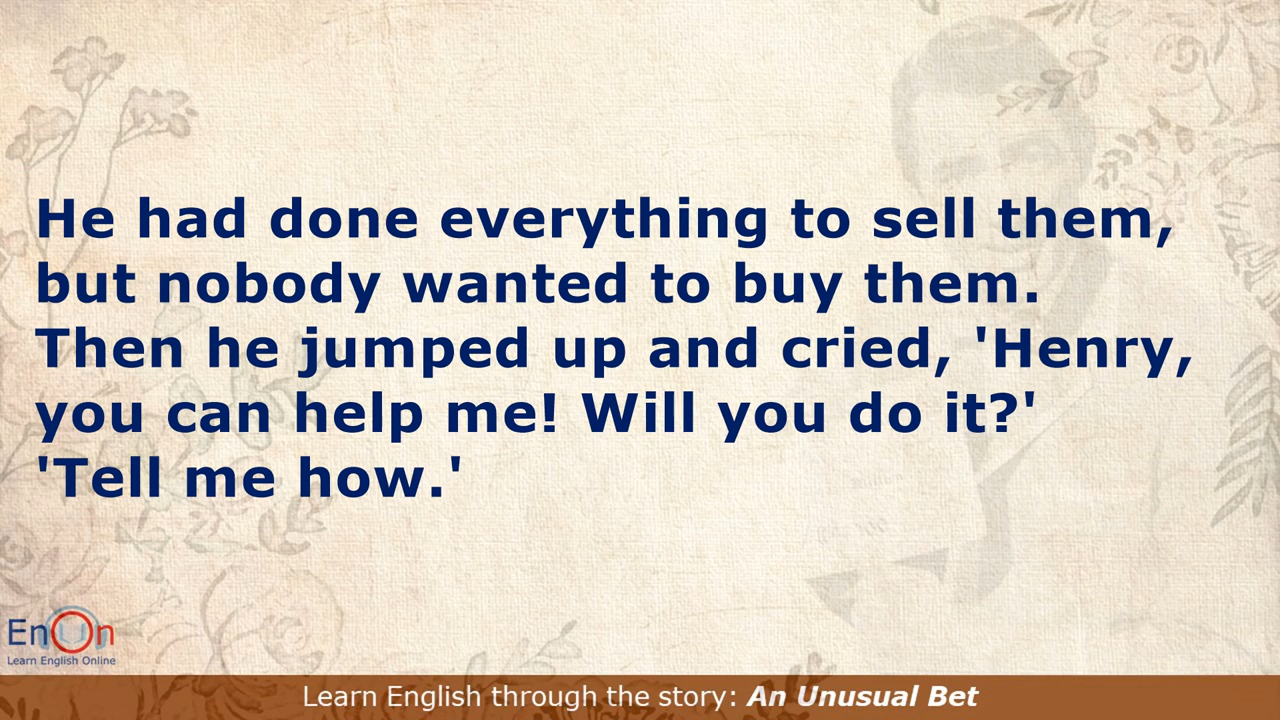 He had done everything to sell them,
but nobody wanted to buy them.
Then he jumped up and cried, 'Henry,
you can help me! Will you do it?'
'Tell me how.'
EnOn
Learn English Online
Learn English through the story: An Unusual Bet